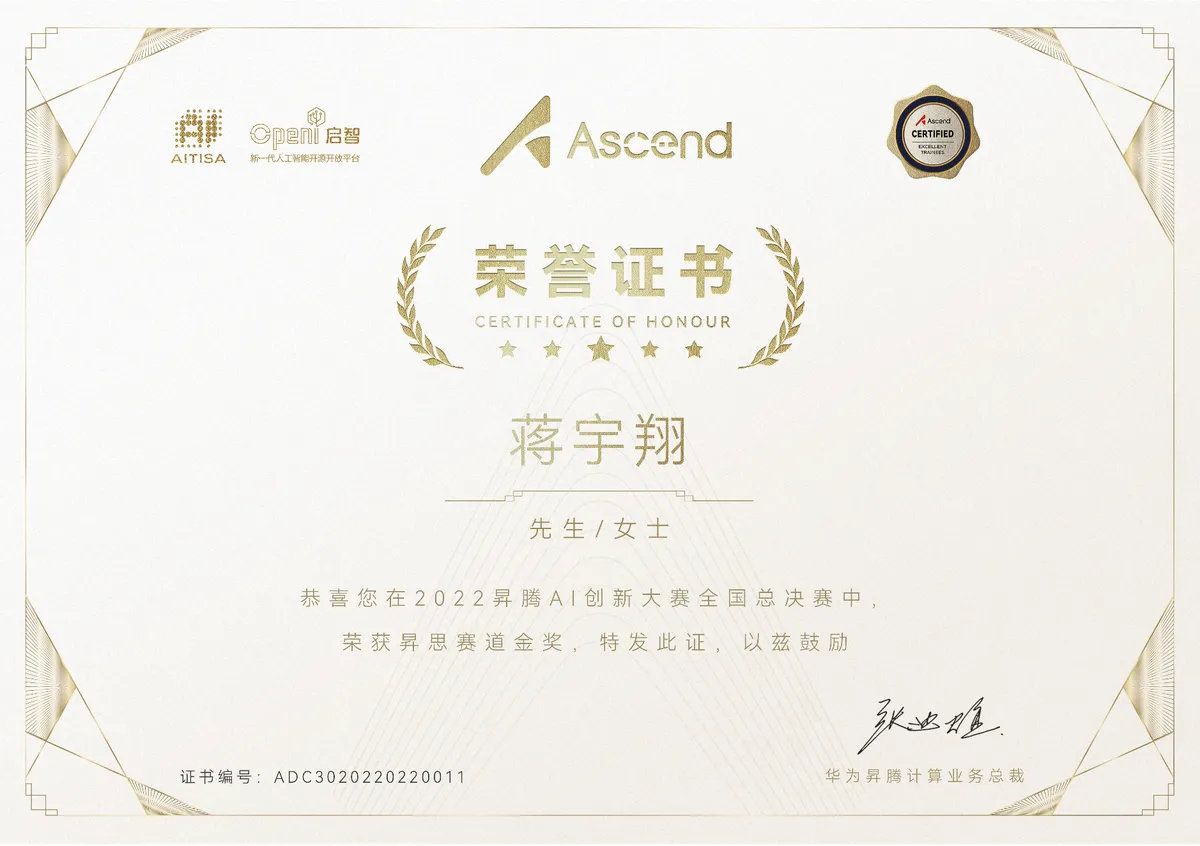 AITISA
OpenI 启智
新一代人工智能开源开放平台
Ascend
Ascend
CERTIFIED
EXCELLENT
TRAINEES
荣誉证书
CERTIFICATE OF HONOUR
蒋宇翔
先生/女士
恭喜您在2022昇腾AI创新大赛全国总决赛中，
荣获昇思赛道金奖，特发此证，以兹鼓励
张迪煊
证书编号：ADC3020220220011
华为昇腾计算业务总裁